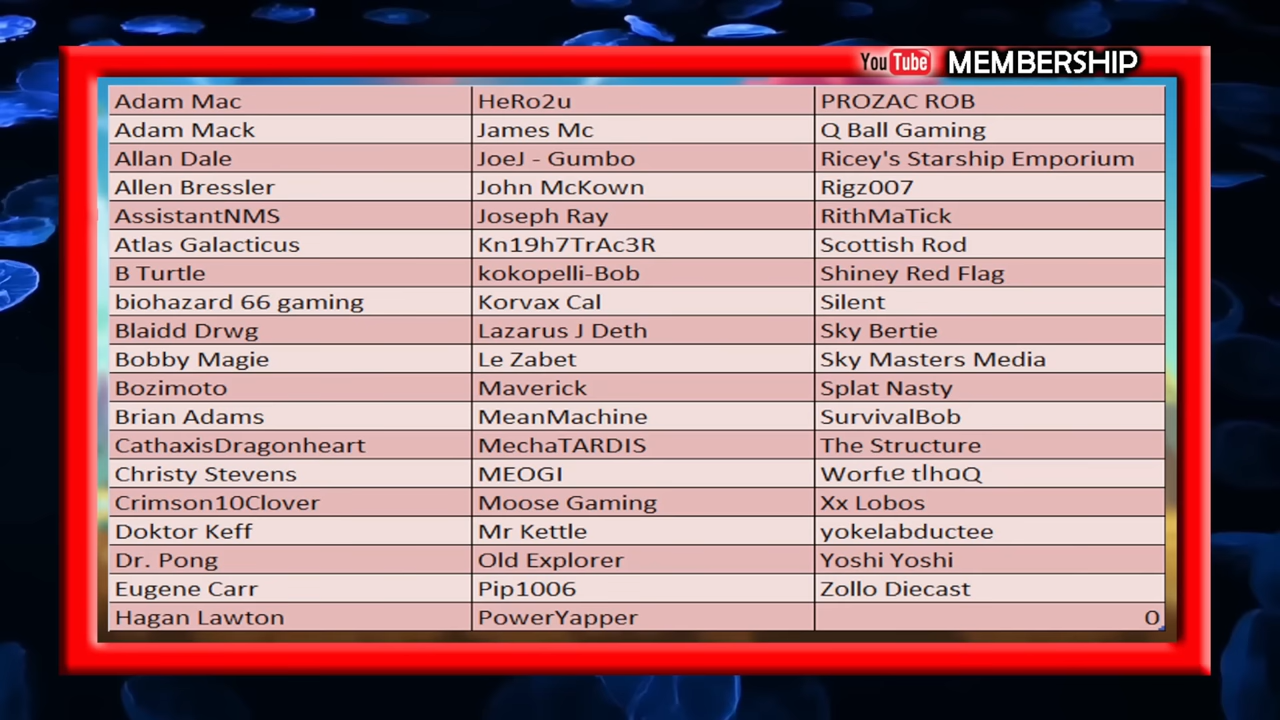 YouTube MEMBERSHIP
Adam Mac HeRo2u PROZAC ROB
Adam Mack James Mc Q Ball Gaming
Allan Dale JoeJ - Gumbo Ricey's Starship Emporium
Allen Bressler John McKown Rigz007
AssistantNMS Joseph Ray RithMaTick
Atlas Galacticus Kn19h7TrAc3R Scottish Rod
B Turtle kokopelli-Bob Shiney Red Flag
biohazard 66 gaming Korvax Cal Silent
Blaidd Drwg Lazarus J Deth Sky Bertie
Bobby Magie Le Zabet Sky Masters Media
Bozimoto Maverick Splat Nasty
Brian Adams MeanMachine SurvivalBob
CathaxisDragonheart MechaTARDIS The Structure
Christy Stevens MEOGI Worfιe tlhɑQ
Crimson10Clover Moose Gaming Xx Lobos
Doktor Keff Mr Kettle yokelabductee
Dr. Pong Old Explorer Yoshi Yoshi
Eugene Carr Pip1006 Zollo Diecast
Hagan Lawton PowerYapper 0